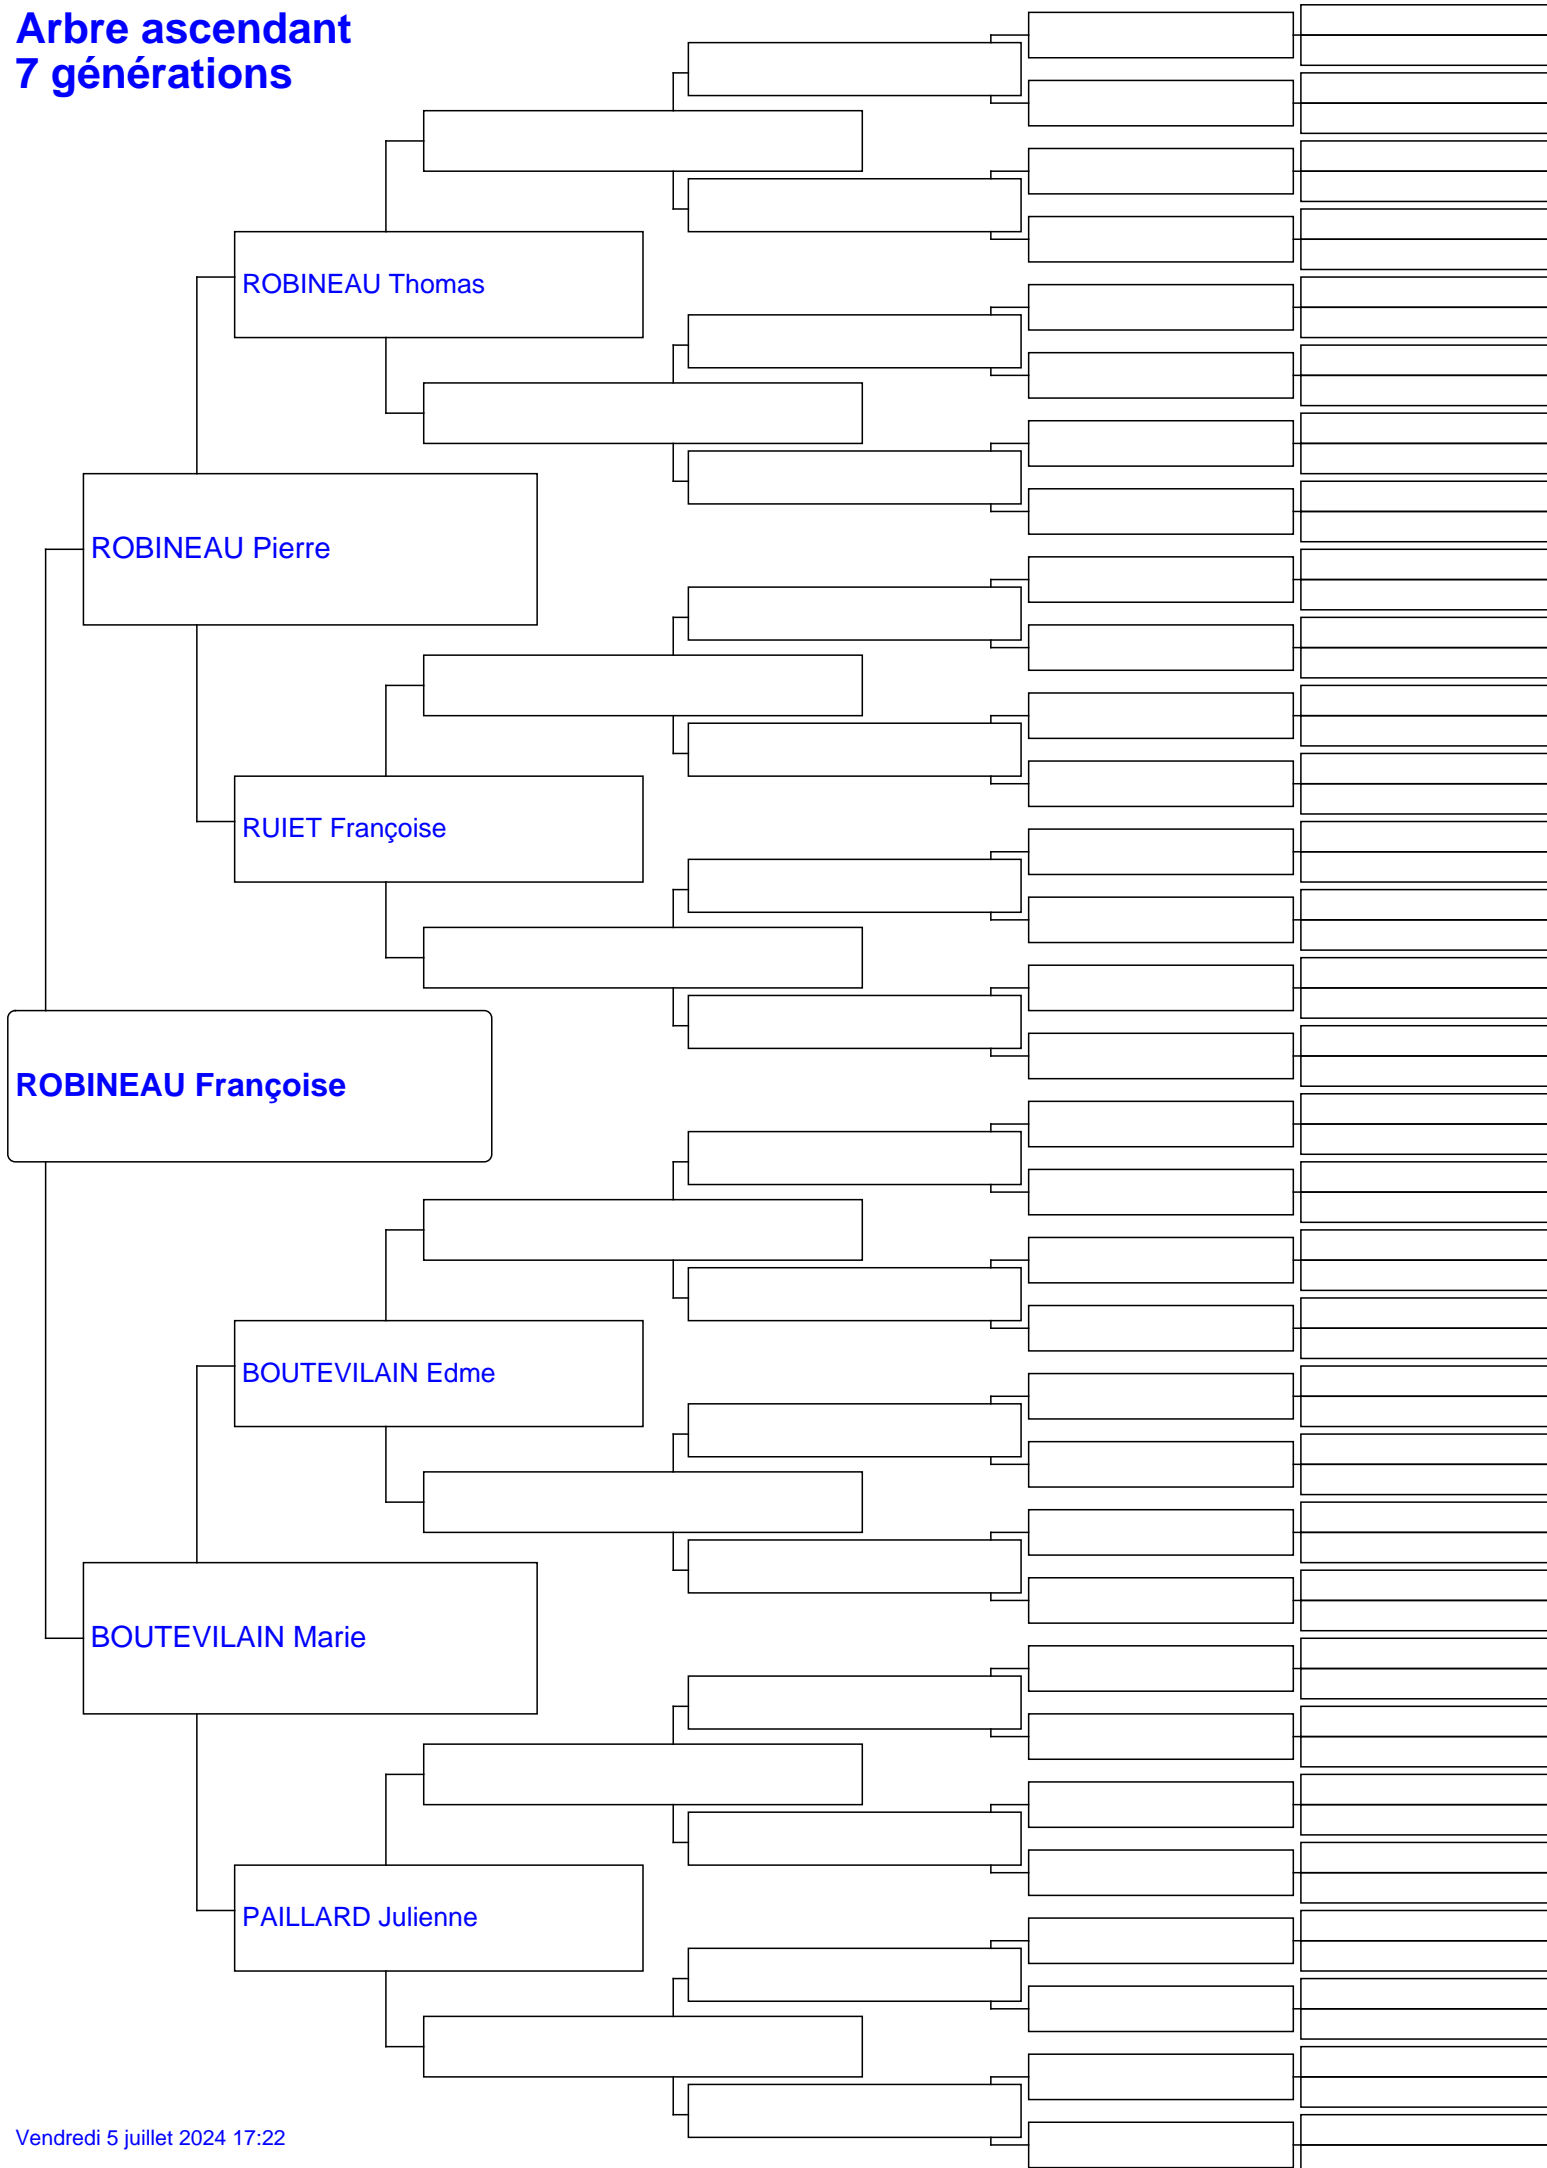 Arbre ascendant
7 générations
ROBINEAU Thomas
ROBINEAU Pierre
RUIET Françoise
ROBINEAU Françoise
BOUTEVILAIN Edme
BOUTEVILAIN Marie
PAILLARD Julienne
Vendredi 5 juillet 2024 17:22